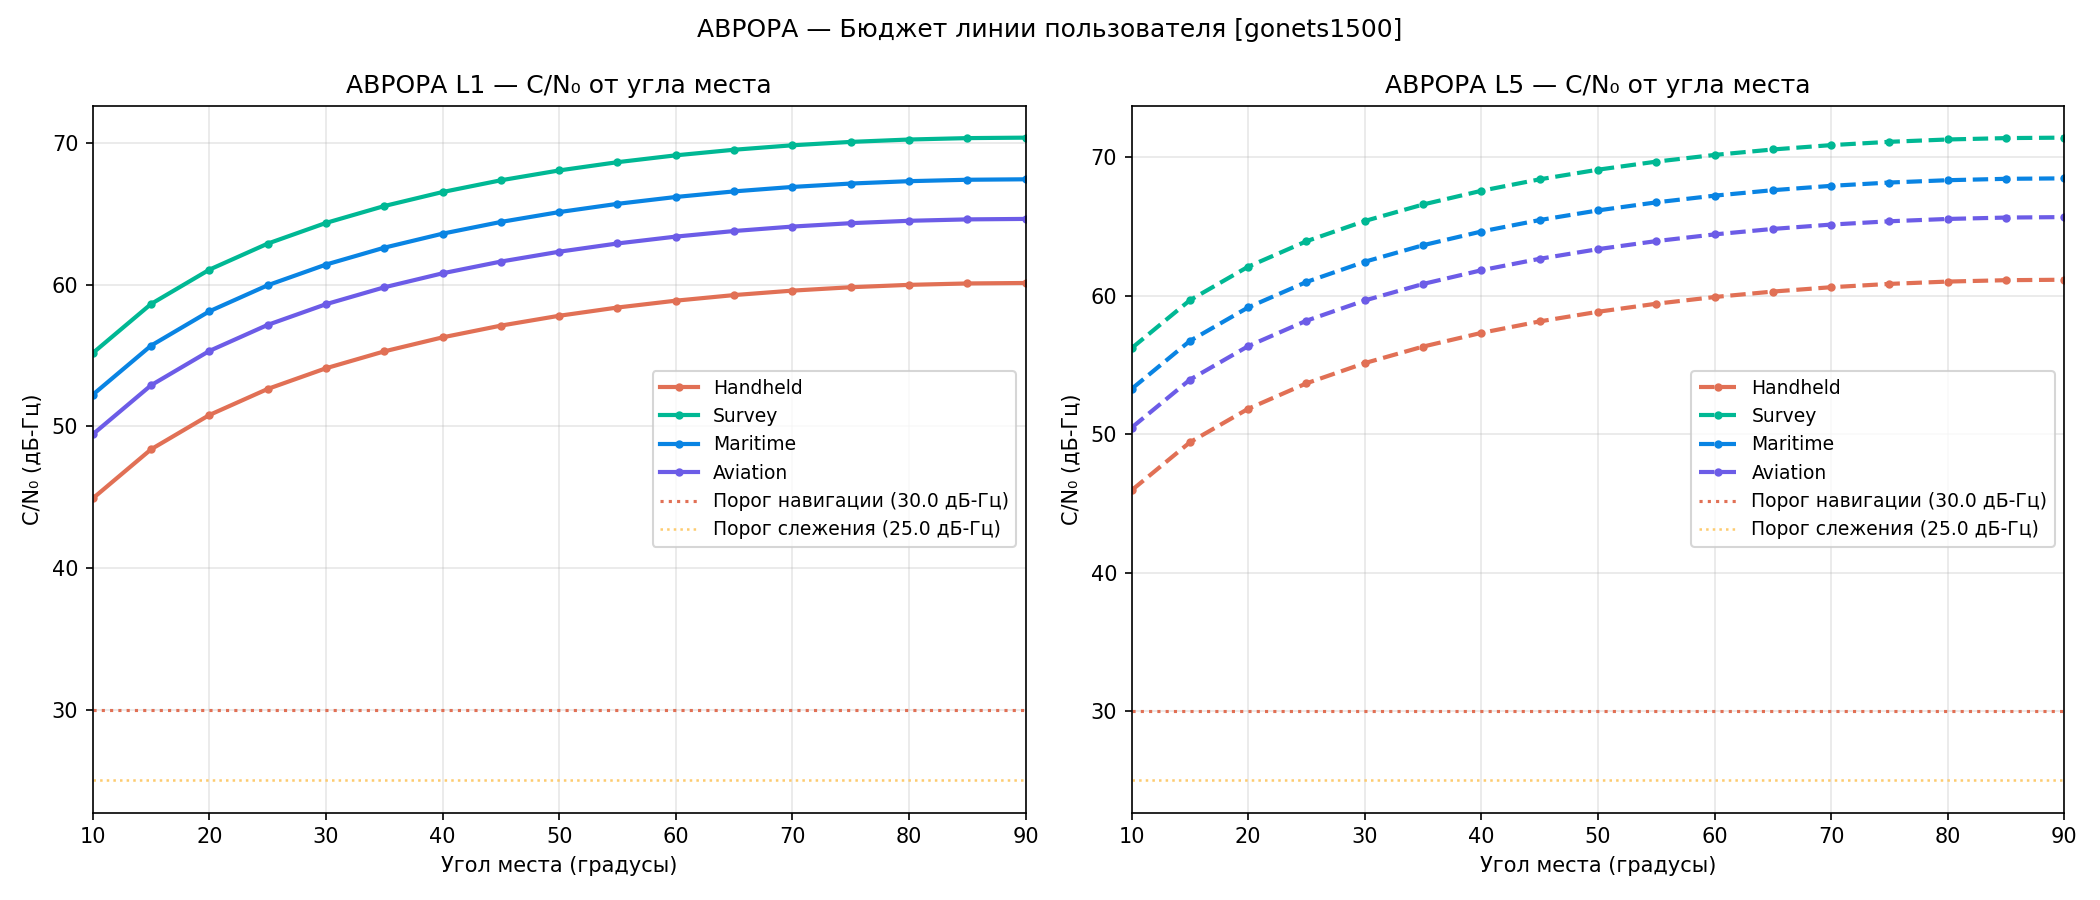 АВРОРА — Бюджет линии пользователя [gonets1500]
АВРОРА L1 — C/N₀ от угла места
C/N₀ (дБ-Гц)
70
60
50
40
30
Handheld
Survey
Maritime
Aviation
Порог навигации (30.0 дБ-Гц)
Порог слежения (25.0 дБ-Гц)
10 20 30 40 50 60 70 80 90
Угол места (градусы)
АВРОРА L5 — C/N₀ от угла места
C/N₀ (дБ-Гц)
70
60
50
40
30
Handheld
Survey
Maritime
Aviation
Порог навигации (30.0 дБ-Гц)
Порог слежения (25.0 дБ-Гц)
10 20 30 40 50 60 70 80 90
Угол места (градусы)